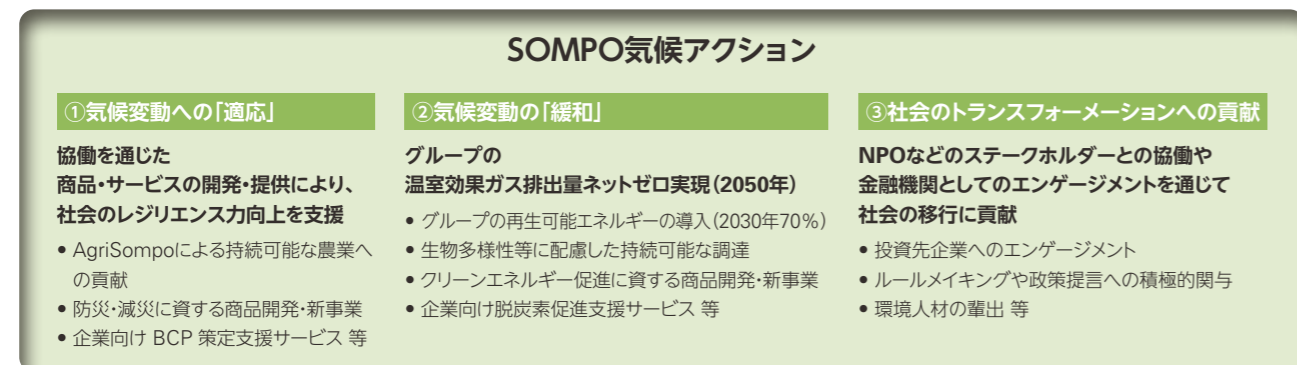 SOMPO気候アクション
①気候変動への「適応」
協働を通じた
商品・サービスの開発・提供により、
社会のレジリエンス力向上を支援
• AgriSompoによる持続可能な農業へ
の貢献
• 防災・減災に資する商品開発・新事業
• 企業向け BCP 策定支援サービス 等
②気候変動の「緩和」
グループの
温室効果ガス排出量ネットゼロ実現(2050年)
• グループの再生可能エネルギーの導入(2030年70%)
• 生物多様性等に配慮した持続可能な調達
• クリーンエネルギー促進に資する商品開発・新事業
• 企業向け脱炭素促進支援サービス 等
③社会のトランスフォーメーションへの貢献
NPOなどのステークホルダーとの協働や
金融機関としてのエンゲージメントを通じて
社会の移行に貢献
• 投資先企業へのエンゲージメント
• ルールメイキングや政策提言への積極的関与
• 環境人材の輩出 等